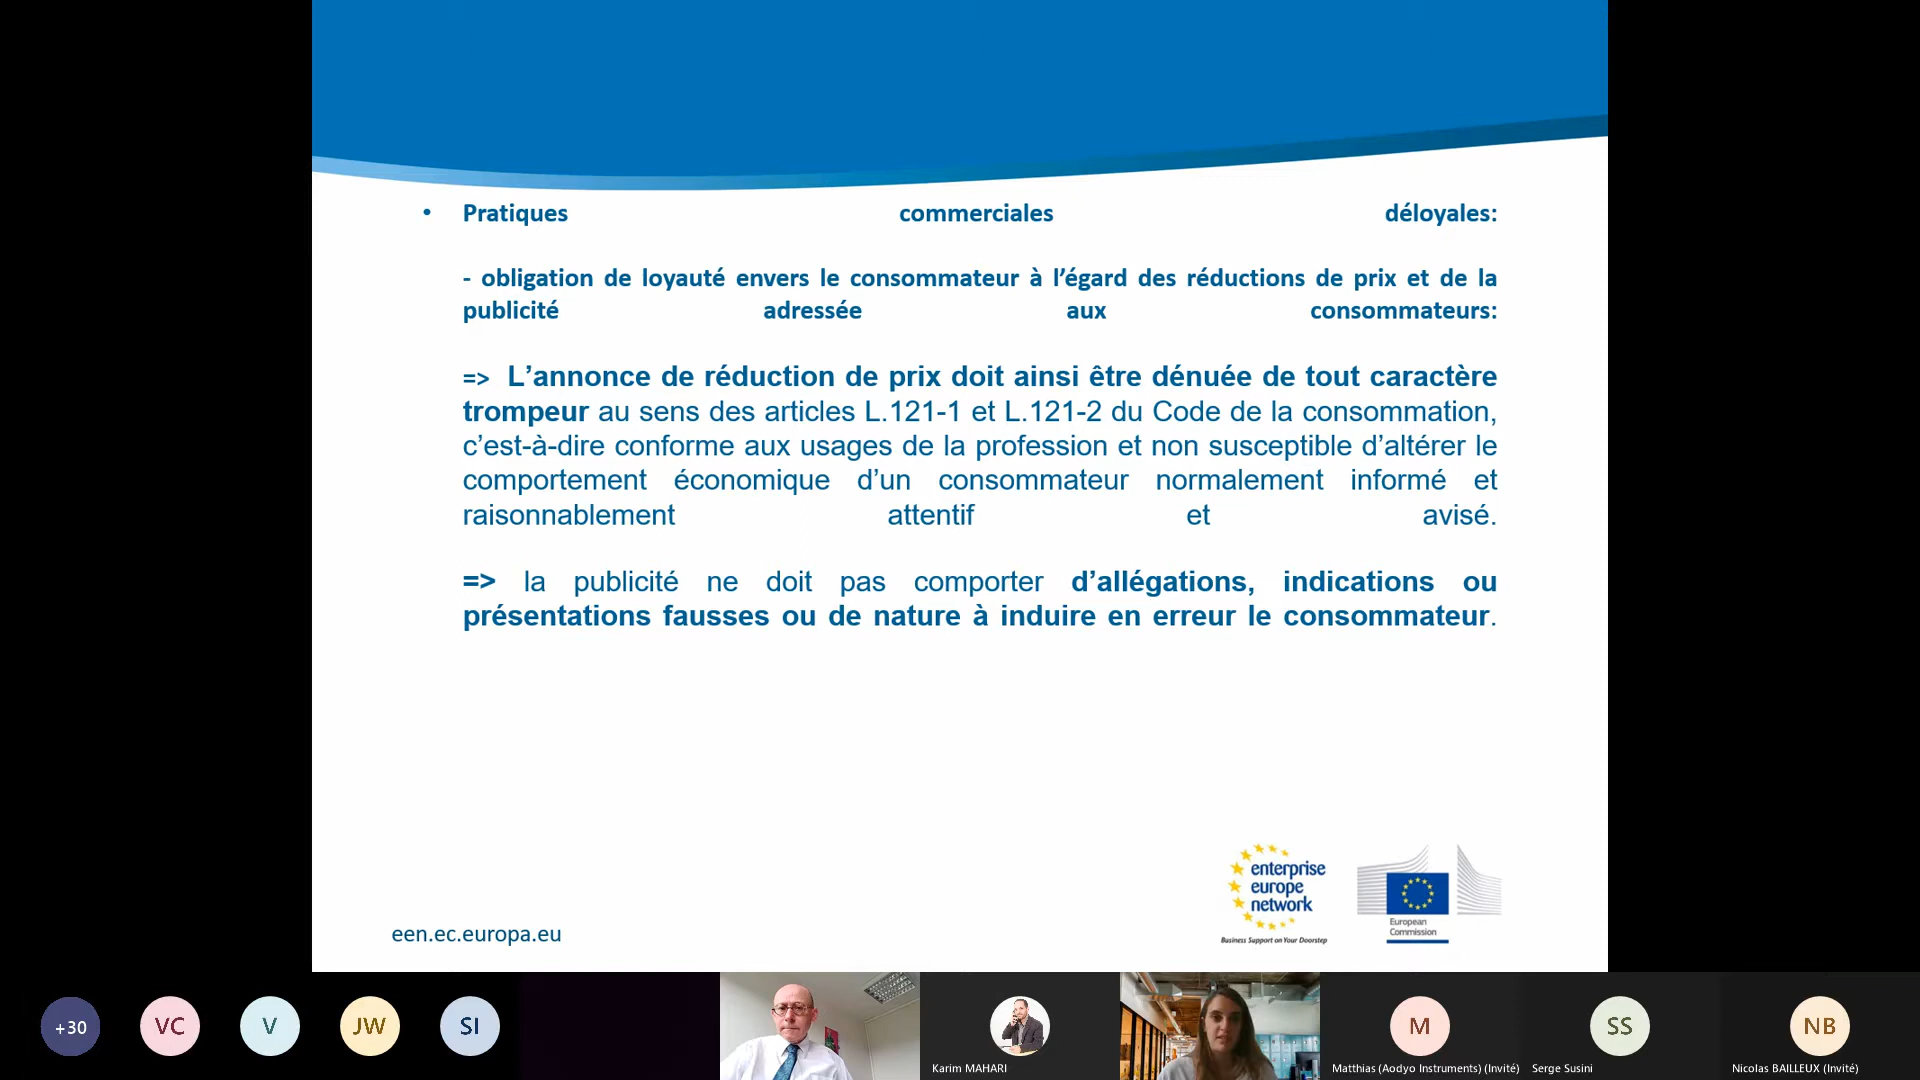 • Pratiques commerciales déloyales:
- obligation de loyauté envers le consommateur à l’égard des réductions de prix et de la
publicité adressée aux consommateurs:
=> L’annonce de réduction de prix doit ainsi être dénuée de tout caractère
trompeur au sens des articles L.121-1 et L.121-2 du Code de la consommation,
c’est-à-dire conforme aux usages de la profession et non susceptible d’altérer le
comportement économique d’un consommateur normalement informé et
raisonnablement attentif et avisé.
=> la publicité ne doit pas comporter d’allégations, indications ou
présentations fausses ou de nature à induire en erreur le consommateur.
enterprise
europe
network
Business Support on Your Doorstep
European
Commission
een.ec.europa.eu
+30
VC
V
JW
SI
M
SS
NB
Karim MAHARI
Matthias (Aodyo Instruments) (Invité)
Serge Susini
Nicolas BAILLEUX (Invité)